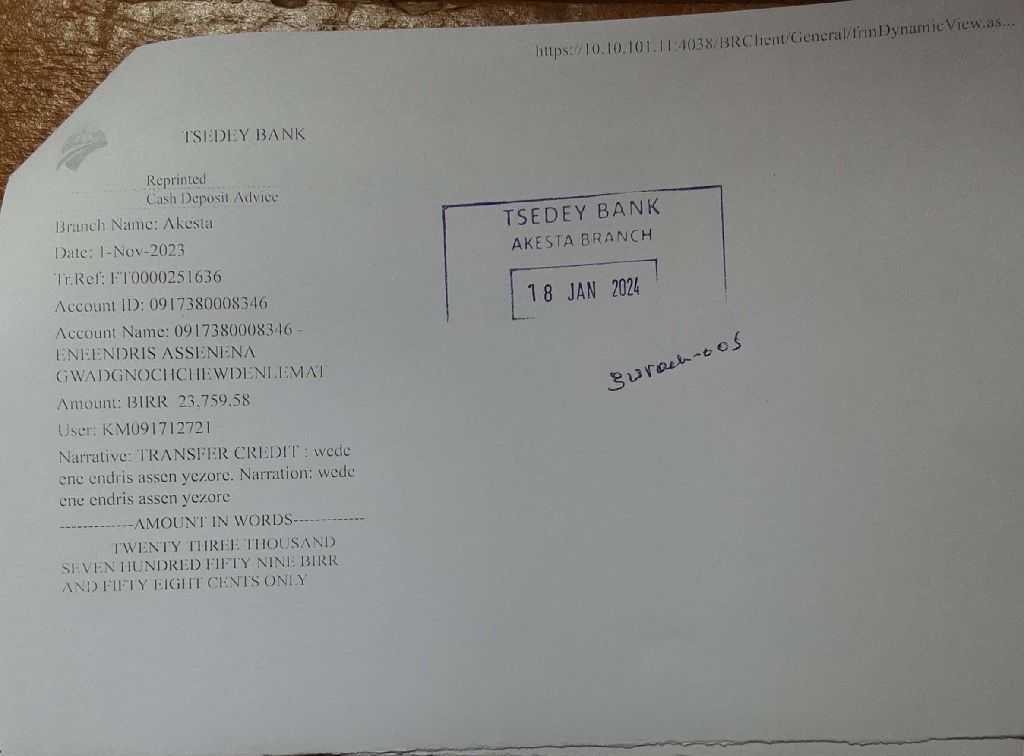 https://10.10.101.11:4038/BRClient/General/frmDynamicView.as...
TSEDEY BANK
Reprinted
Cash Deposit Advice
Branch Name: Akesta
Date: 1-Nov-2023
Tr.Ref: FT0000251636
Account ID: 0917380008346
Account Name: 0917380008346 -
ENEENDRIS ASSENENA
GWADGNOCHCHEWDENLEMAT
Amount: BIRR 23,759.58
User: KM091712721
Narrative: TRANSFER CREDIT : wede
ene endris assen yezore. Narration: wede
ene endris assen yezore
-------------AMOUNT IN WORDS-------------
TWENTY THREE THOUSAND
SEVEN HUNDRED FIFTY NINE BIRR
AND FIFTY EIGHT CENTS ONLY
TSEDEY BANK
AKESTA BRANCH
18 JAN 2024